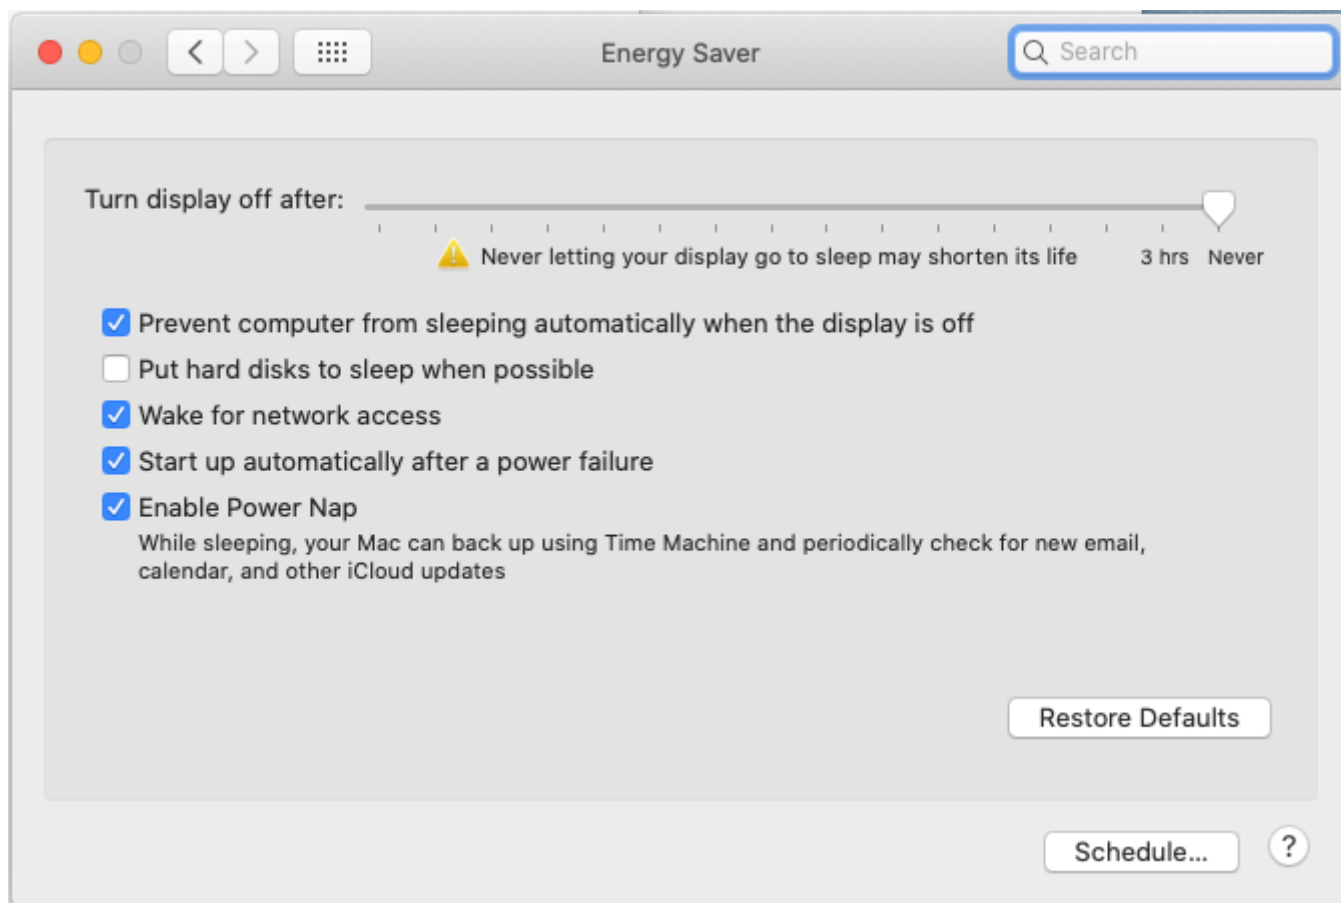 Energy Saver
Search
Turn display off after:
Never letting your display go to sleep may shorten its life
3 hrs
Never
Prevent computer from sleeping automatically when the display is off
Put hard disks to sleep when possible
Wake for network access
Start up automatically after a power failure
Enable Power Nap
While sleeping, your Mac can back up using Time Machine and periodically check for new email,
calendar, and other iCloud updates
Restore Defaults
Schedule...
?